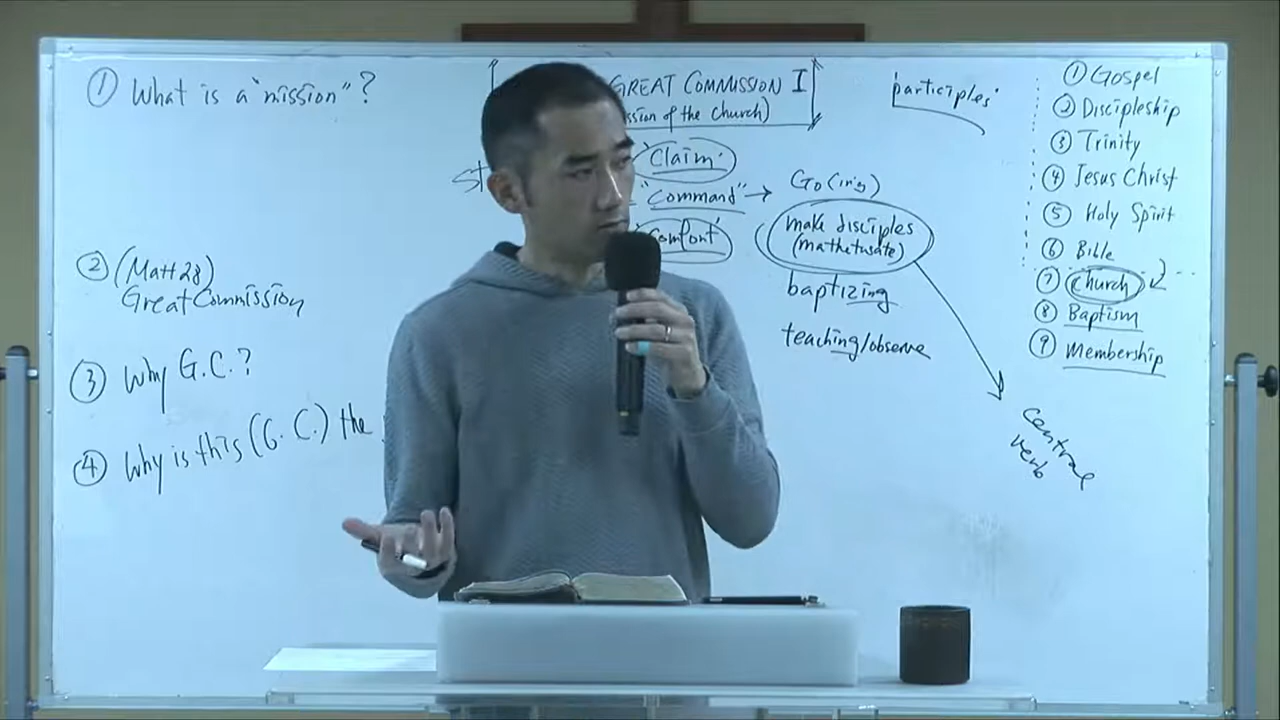 ① What is a "mission"?
② (Matt 28)
Great Commission
③ Why G.C.?
④ Why is this (G.C.) the
GREAT COMMISSION I
ssion of the Church)
St
"Claim"
"Command" →
"Comfort"
Go(ing)
make disciples
(mathetusate)
baptizing
teaching/observe
participles
central
verb
① Gospel
② Discipleship
③ Trinity
④ Jesus Christ
⑤ Holy Spirit
⑥ Bible
⑦ Church
⑧ Baptism
⑨ Membership